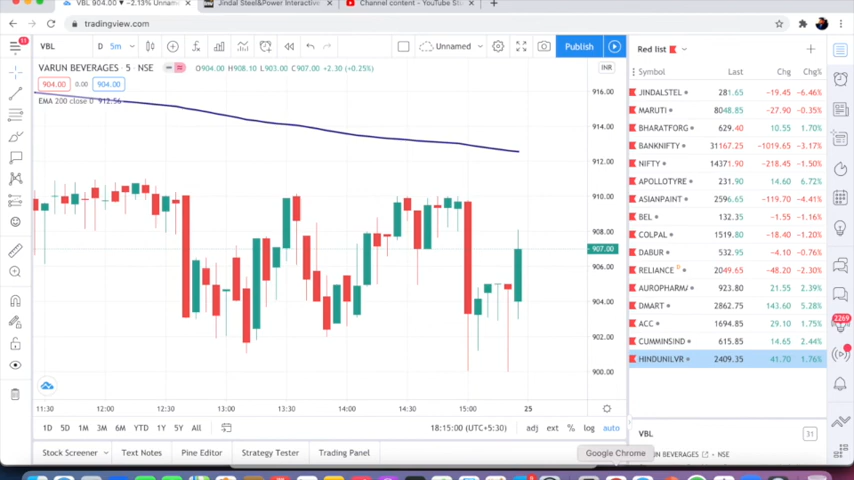 VBL 904.00 ▼ −2.13% Unnam
Jindal Steel&Power Interactive
Channel content - YouTube St
tradingview.com
11
VBL
D 5m
Unnamed
Publish
VARUN BEVERAGES · 5 · NSE
O904.00 H908.10 L903.00 C907.00 +2.30 (+0.25%)
904.00 0.00 904.00
EMA 200 close 0 912.56
INR
916.00
914.00
912.00
910.00
908.00
907.00
906.00
904.00
902.00
900.00
11:30 12:00 12:30 13:00 13:30 14:00 14:30 15:00 25
1D 5D 1M 3M 6M YTD 1Y 5Y All
18:15:00 (UTC+5:30)
adj ext % log auto
Stock Screener Text Notes Pine Editor Strategy Tester Trading Panel
Google Chrome
Red list
Symbol Last Chg Chg%
JINDALSTEL 281.65 −19.45 −6.46%
MARUTI 8048.85 −27.90 −0.35%
BHARATFORG 629.40 10.55 1.70%
BANKNIFTY 31167.25 −1019.65 −3.17%
NIFTY 14371.90 −218.45 −1.50%
APOLLOTYRE 231.90 14.60 6.72%
ASIANPAINT 2596.65 −119.70 −4.41%
BEL 132.35 −1.55 −1.16%
COLPAL 1519.80 −18.40 −1.20%
DABUR 532.95 −4.10 −0.76%
RELIANCE D 2049.65 −48.20 −2.30%
AUROPHARMA 923.80 21.55 2.39%
DMART 2862.75 143.60 5.28%
ACC 1694.85 29.10 1.75%
CUMMINSIND 615.85 14.65 2.44%
HINDUNILVR 2409.35 41.70 1.76%
VBL
31
BEVERAGES NSE
2269